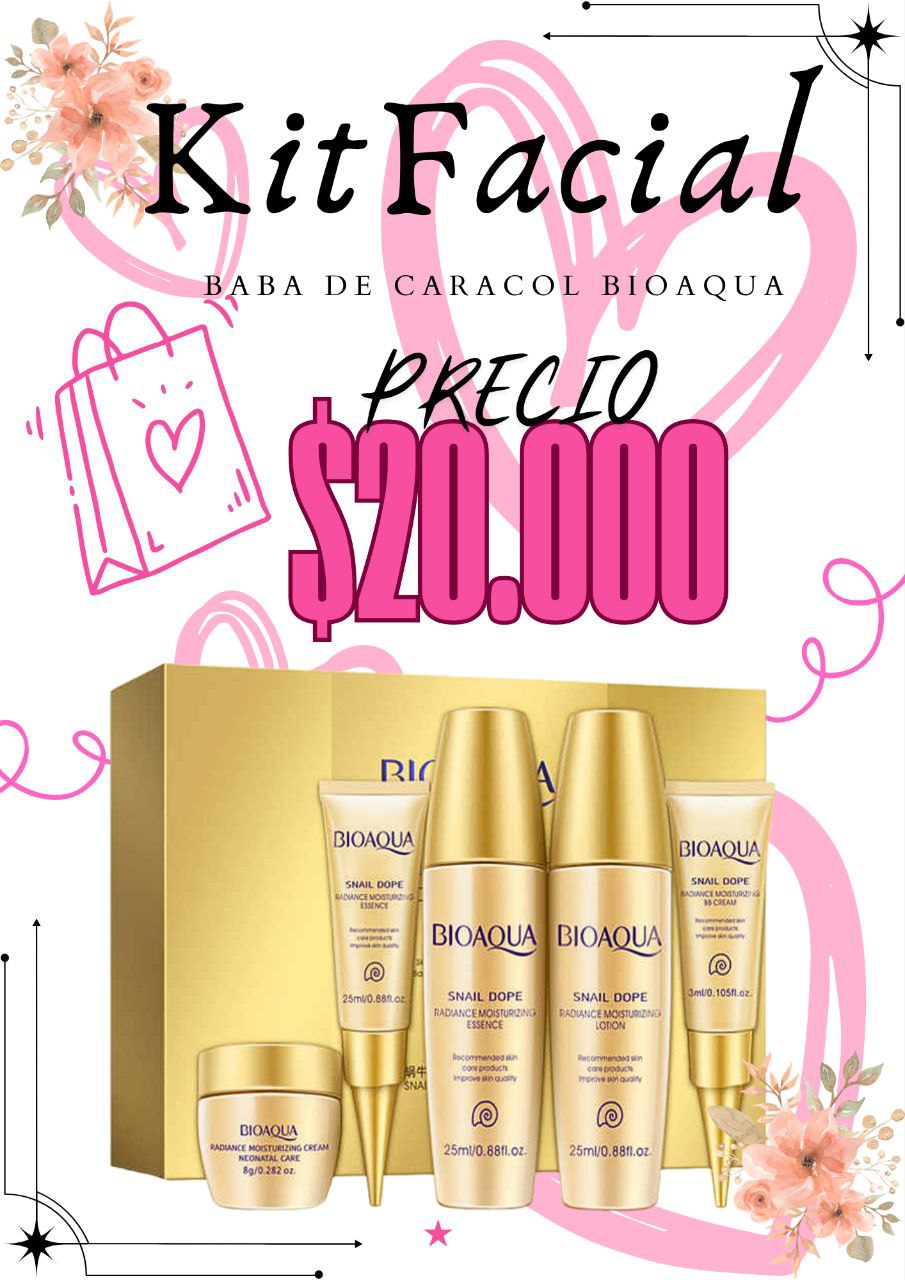 Kit Facial
BABA DE CARACOL BIOAQUA
PRECIO
$20.000
BIOAQUA
SNAIL DOPE
RADIANCE MOISTURIZING
ESSENCE
Recommended skin
care products
improve skin quality
25ml/0.88fl.oz.
BIOAQUA
SNAIL DOPE
RADIANCE MOISTURIZING
ESSENCE
Recommended skin
care products
improve skin quality
25ml/0.88fl.oz.
BIOAQUA
SNAIL DOPE
RADIANCE MOISTURIZING
LOTION
Recommended skin
care products
improve skin quality
25ml/0.88fl.oz.
BIOAQUA
SNAIL DOPE
RADIANCE MOISTURIZING
BB CREAM
Recommended skin
care products
improve skin quality
3ml/0.105fl.oz.
BIOAQUA
RADIANCE MOISTURIZING CREAM
NEONATAL CARE
8g/0.282 oz.